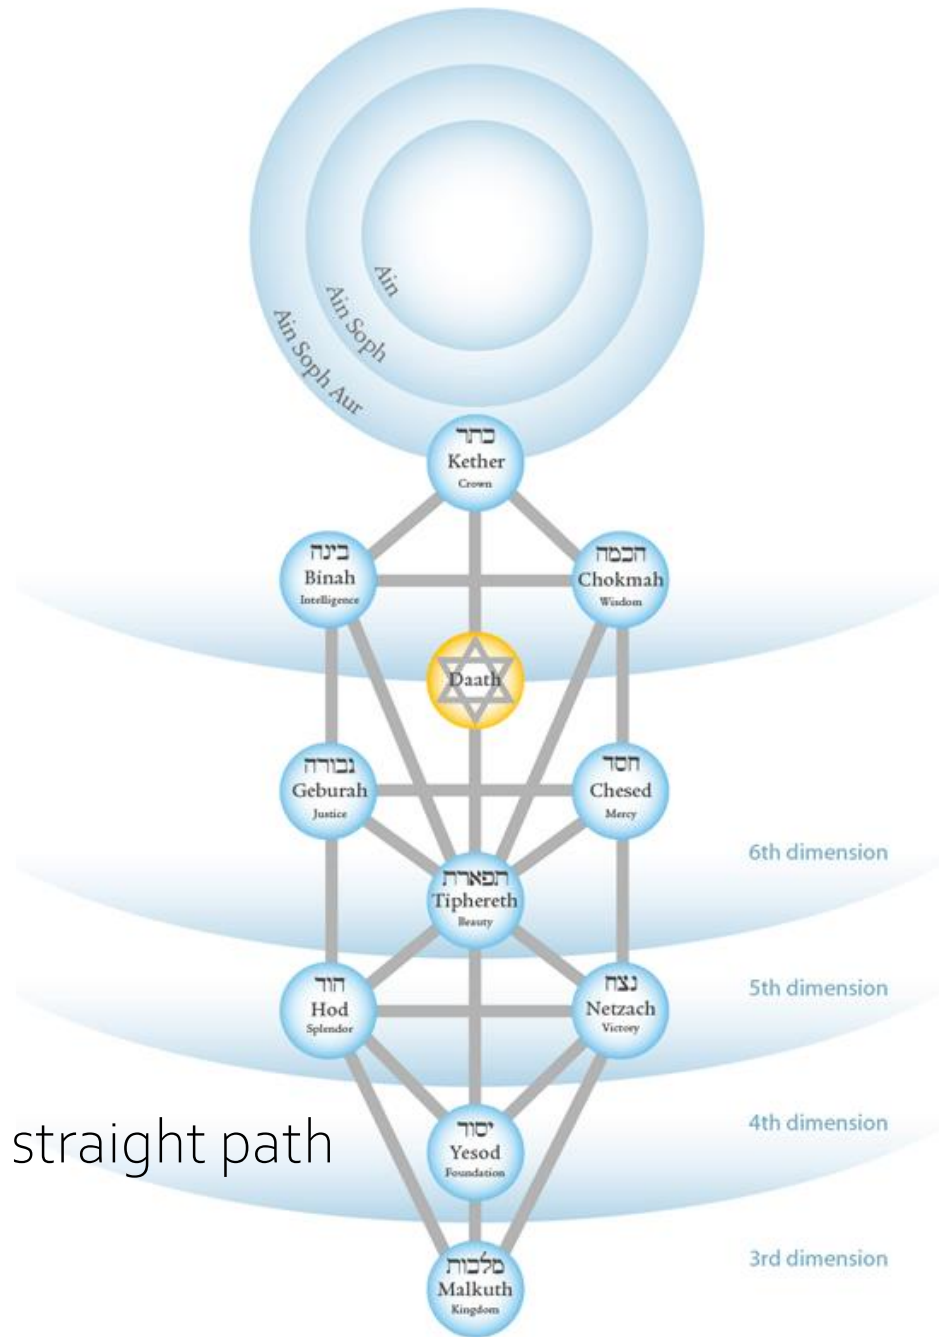 Ain
Ain Soph
Ain Soph Aur
כתר
Kether
Crown
בינה
Binah
Intelligence
חכמה
Chokmah
Wisdom
Daath
גבורה
Geburah
Justice
חסד
Chesed
Mercy
6th dimension
תפארת
Tiphereth
Beauty
הוד
Hod
Splendor
נצח
Netzach
Victory
5th dimension
straight path
יסוד
Yesod
Foundation
4th dimension
מלכות
Malkuth
Kingdom
3rd dimension